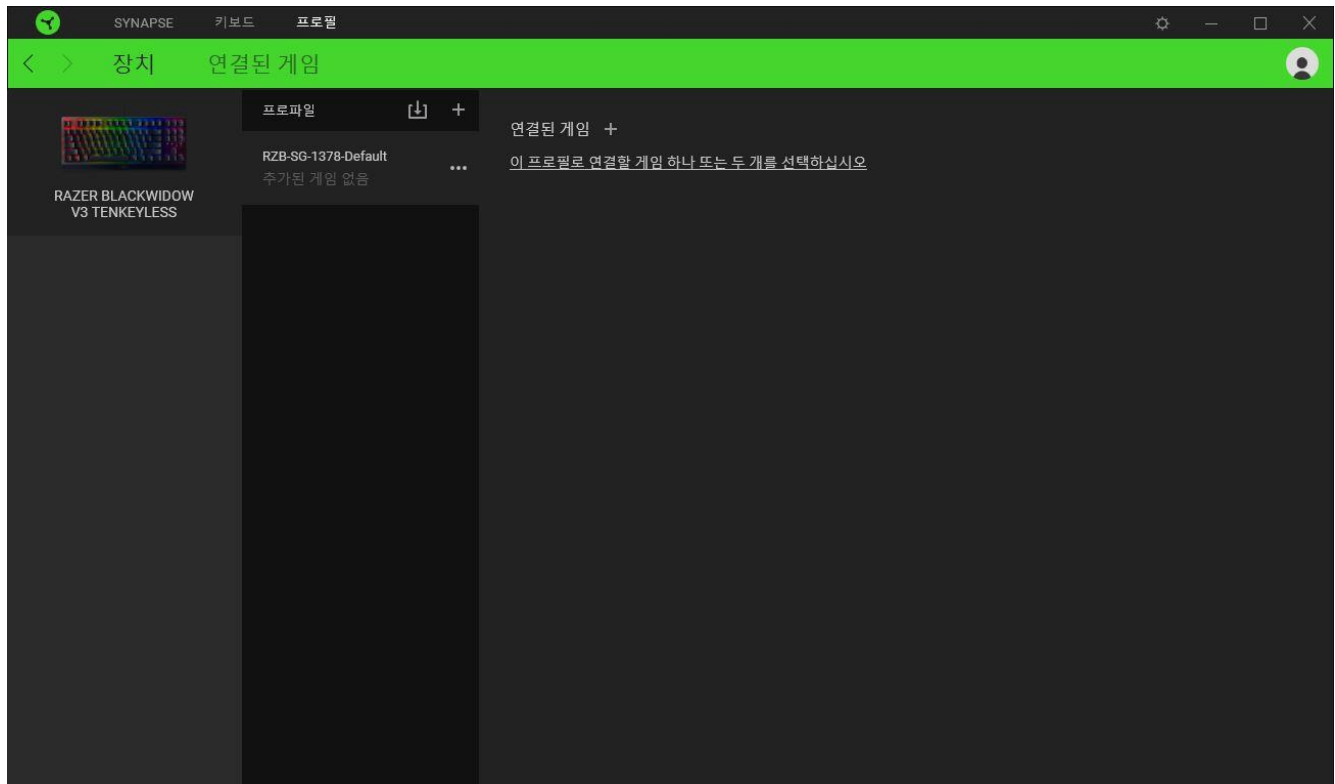 SYNAPSE 키보드 프로필
장치 연결된 게임
RAZER BLACKWIDOW
V3 TENKEYLESS
프로파일
RZB-SG-1378-Default
추가된 게임 없음
연결된 게임
이 프로필로 연결할 게임 하나 또는 두 개를 선택하십시오